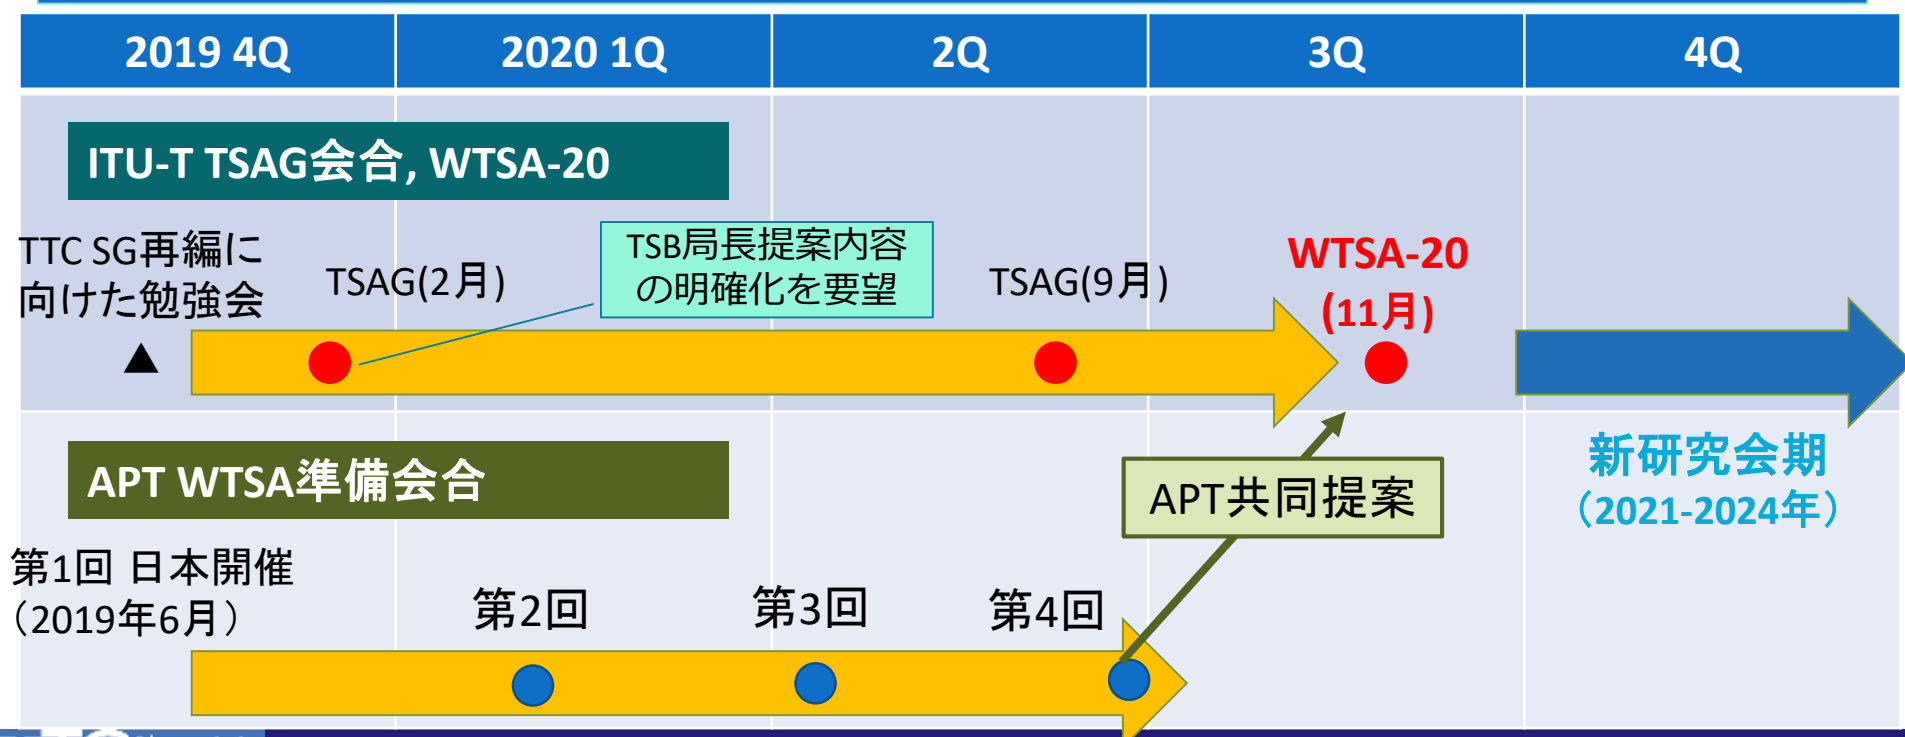 2019 4Q
2020 1Q
2Q
3Q
4Q
ITU-T TSAG会合, WTSA-20
TTC SG再編に
向けた勉強会
TSAG(2月)
TSB局長提案内容
の明確化を要望
TSAG(9月)
WTSA-20
(11月)
APT WTSA準備会合
APT共同提案
新研究会期
（2021-2024年）
第1回 日本開催
（2019年6月）
第2回
第3回
第4回